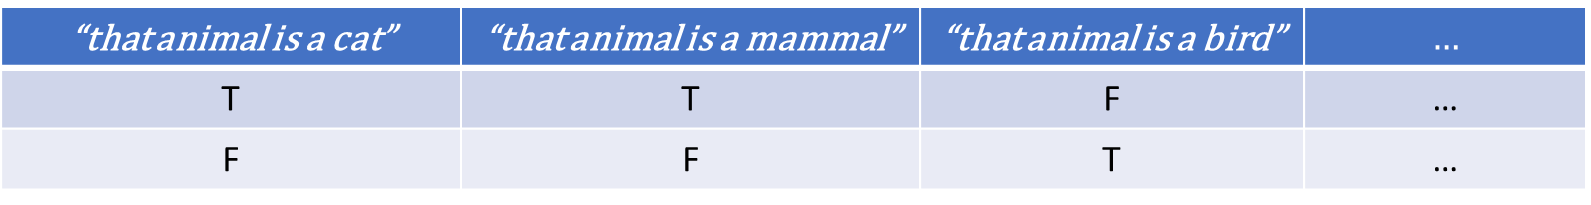 “that animal is a cat” “that animal is a mammal” “that animal is a bird” …
T T F …
F F T …